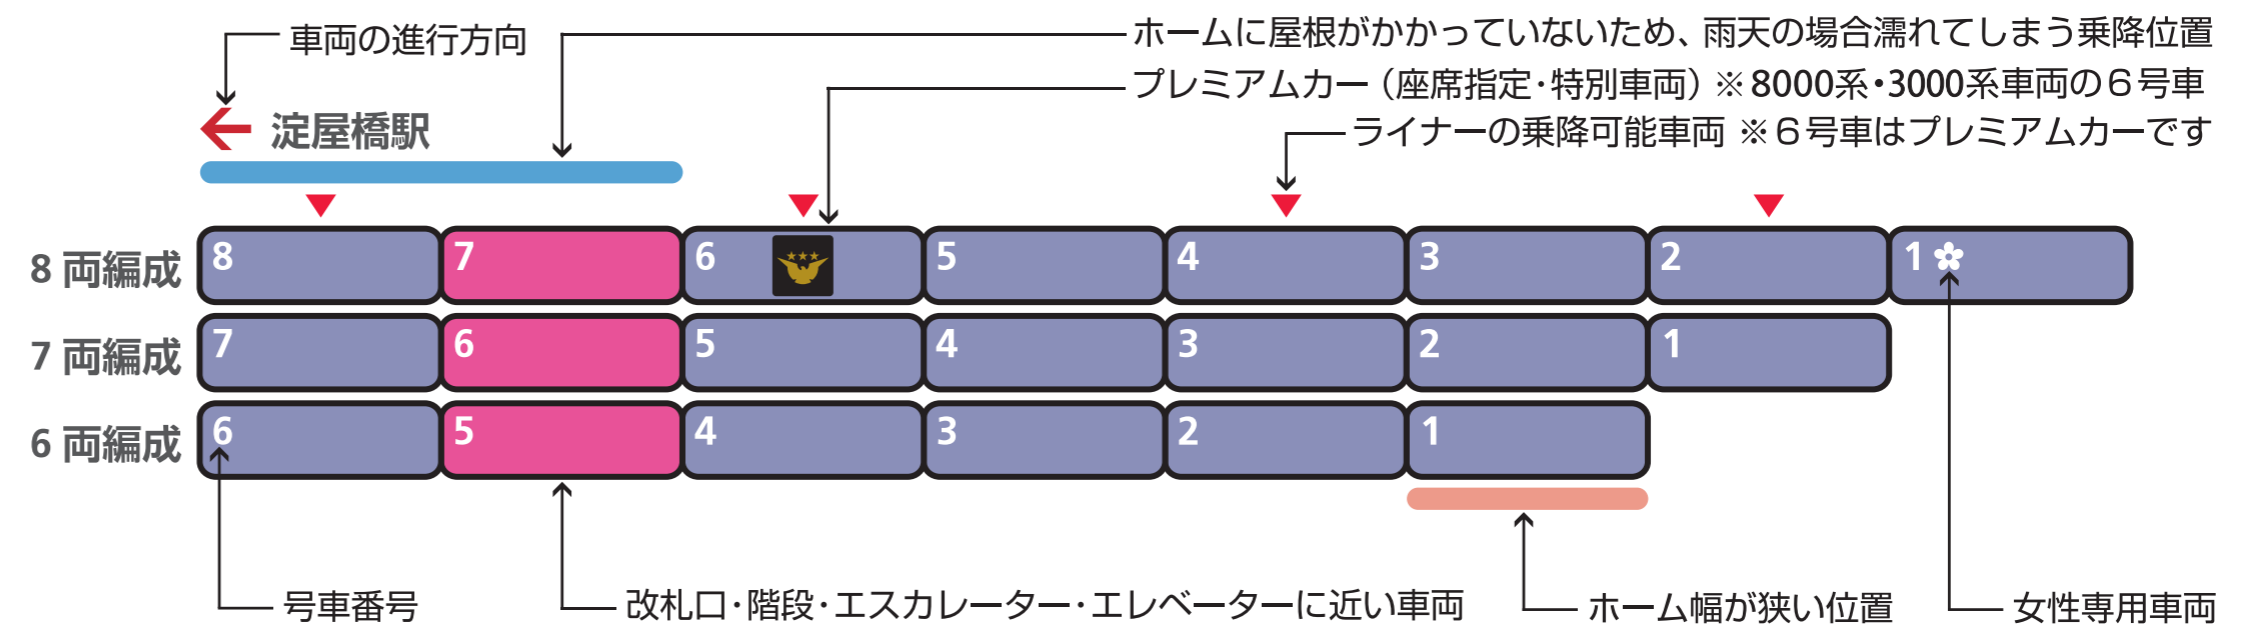 車両の進行方向
ホームに屋根がかかっていないため、雨天の場合濡れてしまう乗降位置
プレミアムカー（座席指定・特別車両）※8000系・3000系車両の６号車
ライナーの乗降可能車両 ※６号車はプレミアムカーです
淀屋橋駅
8 両編成 8 7 6 5 4 3 2 1
7 両編成 7 6 5 4 3 2 1
6 両編成 6 5 4 3 2 1
号車番号
改札口・階段・エスカレーター・エレベーターに近い車両
ホーム幅が狭い位置
女性専用車両